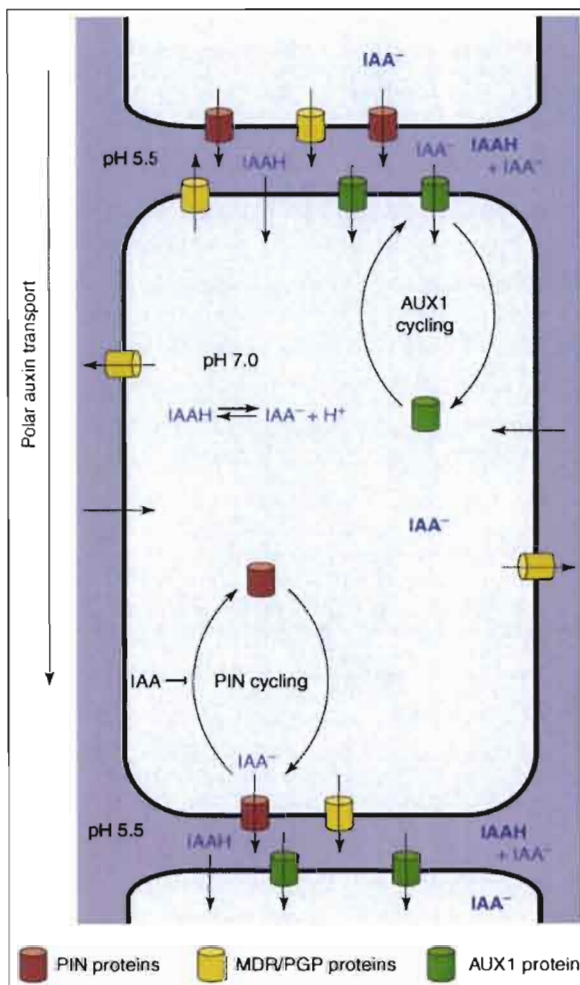 IAA⁻
pH 5.5
IAAH
IAA⁻
IAAH
+ IAA⁻
AUX1
cycling
Polar auxin transport
pH 7.0
IAAH ⇌ IAA⁻ + H⁺
IAA⁻
IAA
PIN cycling
IAA⁻
pH 5.5
IAAH
IAAH
+ IAA⁻
IAA⁻
PIN proteins
MDR/PGP proteins
AUX1 protein